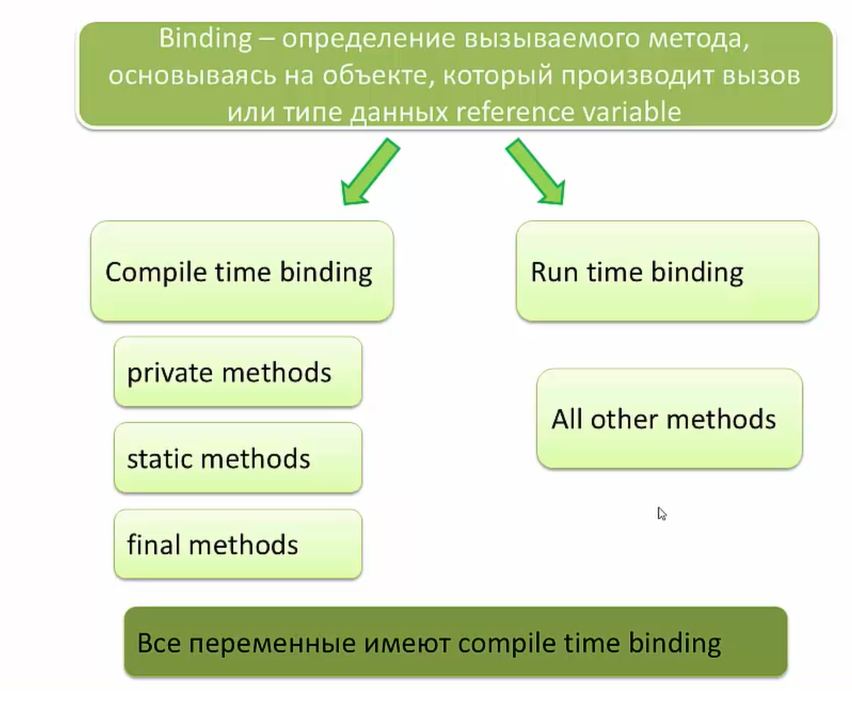 Binding – определение вызываемого метода,
основываясь на объекте, который производит вызов
или типе данных reference variable
Compile time binding
Run time binding
private methods
static methods
final methods
All other methods
Все переменные имеют compile time binding